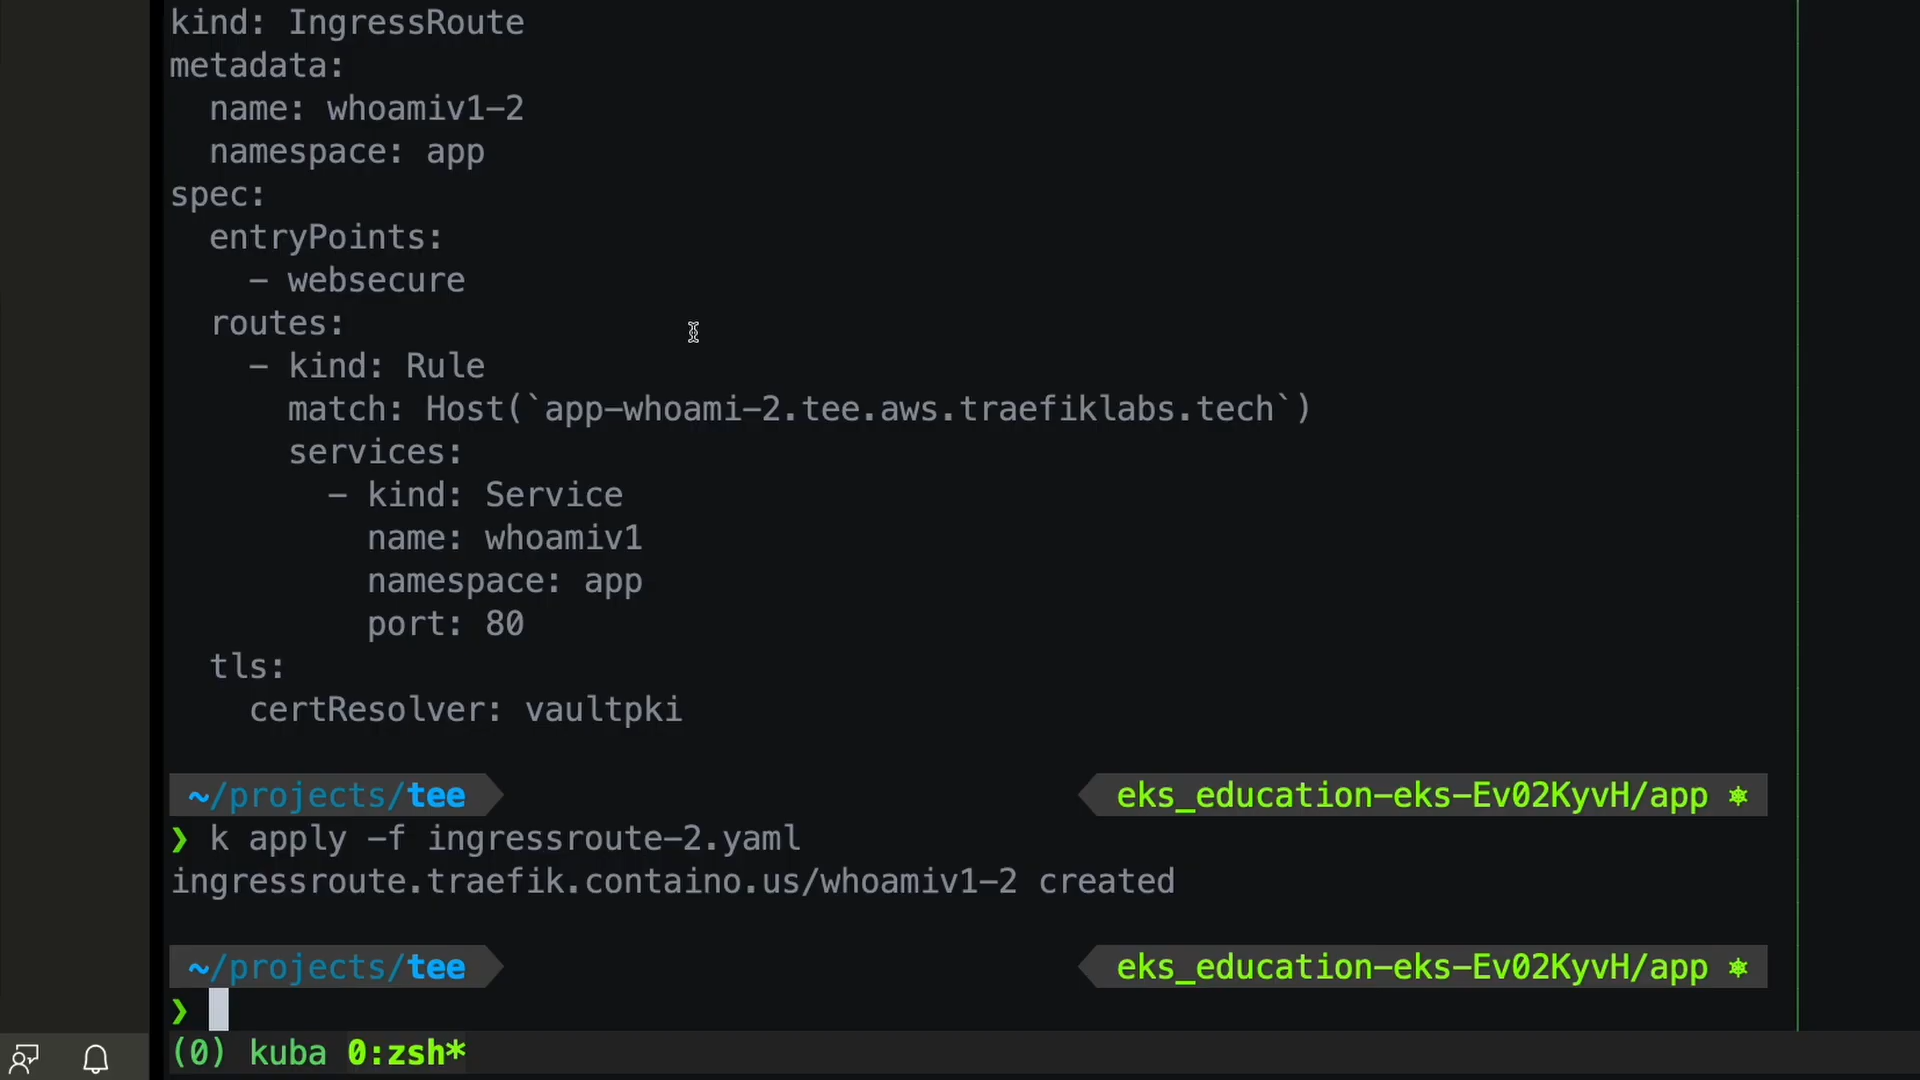 kind: IngressRoute
metadata:
  name: whoamiv1-2
  namespace: app
spec:
  entryPoints:
    - websecure
  routes:
    - kind: Rule
      match: Host(`app-whoami-2.tee.aws.traefiklabs.tech`)
      services:
        - kind: Service
          name: whoamiv1
          namespace: app
          port: 80
  tls:
    certResolver: vaultpki
~/projects/tee eks_education-eks-Ev02KyvH/app ⎈
❯ k apply -f ingressroute-2.yaml
ingressroute.traefik.containo.us/whoamiv1-2 created
~/projects/tee eks_education-eks-Ev02KyvH/app ⎈
❯
(0) kuba 0:zsh*